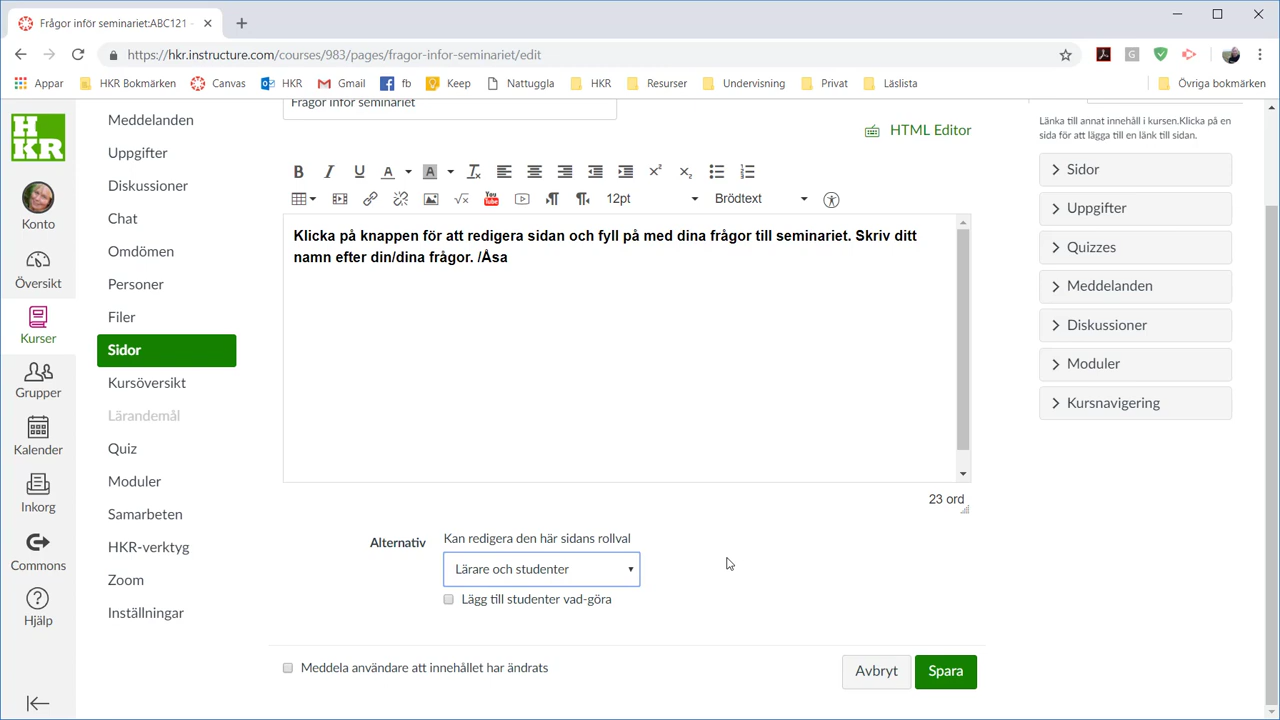 Frågor inför seminariet:ABC121
https://hkr.instructure.com/courses/983/pages/fragor-infor-seminariet/edit
Appar
HKR Bokmärken
Canvas
HKR
Gmail
fb
Keep
Nattuggla
HKR
Resurser
Undervisning
Privat
Läslista
Övriga bokmärken
HKR
Konto
Översikt
Kurser
Grupper
Kalender
Inkorg
Commons
Hjälp
Meddelanden
Uppgifter
Diskussioner
Chat
Omdömen
Personer
Filer
Sidor
Kursöversikt
Lärandemål
Quiz
Moduler
Samarbeten
HKR-verktyg
Zoom
Inställningar
Frågor inför seminariet
HTML Editor
12pt
Brödtext
Klicka på knappen för att redigera sidan och fyll på med dina frågor till seminariet. Skriv ditt
namn efter din/dina frågor. /Åsa
23 ord
Alternativ
Kan redigera den här sidans rollval
Lärare och studenter
Lägg till studenter vad-göra
Meddela användare att innehållet har ändrats
Avbryt
Spara
Länka till annat innehåll i kursen.Klicka på en
sida för att lägga till en länk till sidan.
Sidor
Uppgifter
Quizzes
Meddelanden
Diskussioner
Moduler
Kursnavigering